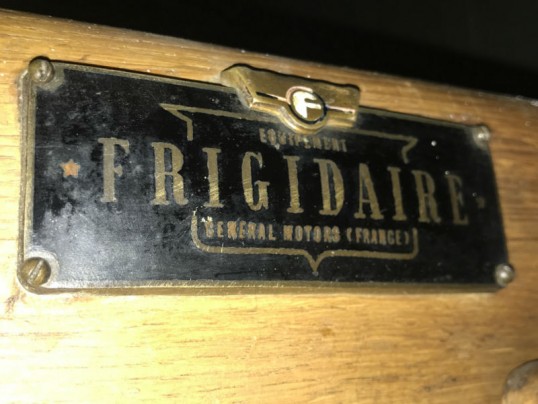 F
EQUIPEMENT
FRIGIDAIRE
GENERAL MOTORS (FRANCE)